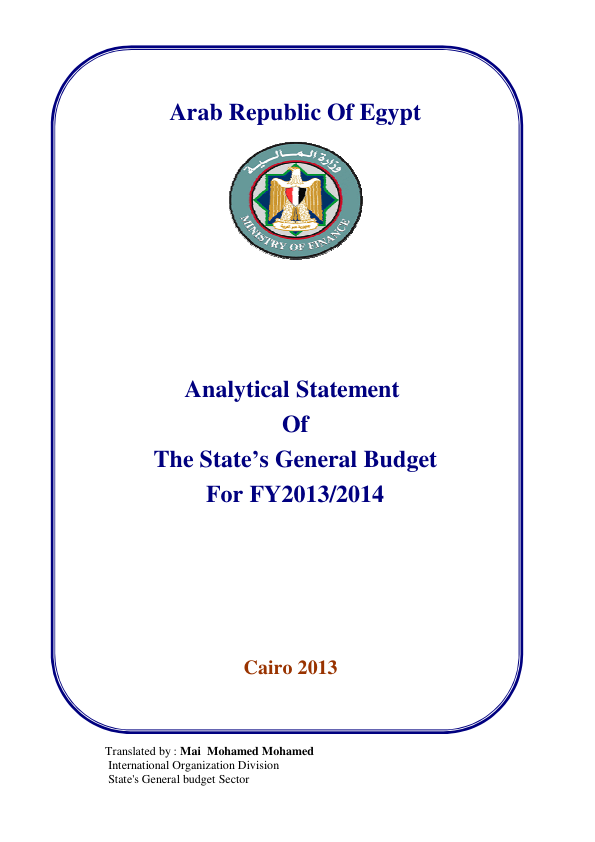 Arab Republic Of Egypt
وزارة المـالـيـة
MINISTRY OF FINANCE
Analytical Statement
Of
The State’s General Budget
For FY2013/2014
Cairo 2013
Translated by : Mai Mohamed Mohamed
International Organization Division
State's General budget Sector